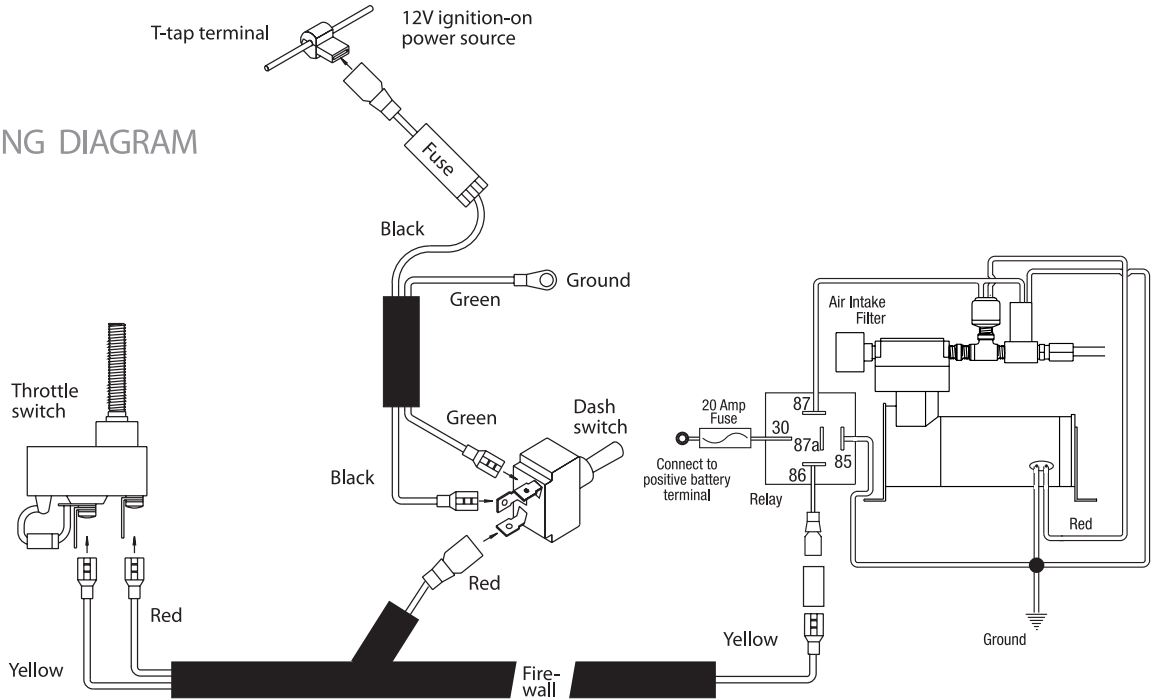 T-tap terminal
12V ignition-on
power source
NG DIAGRAM
Fuse
Black
Green
Ground
Air Intake
Filter
Throttle
switch
Green
Dash
switch
Black
20 Amp
Fuse
87
30
87a
85
86
Connect to
positive battery
terminal
Relay
Red
Red
Red
Yellow
Ground
Yellow
Fire-
wall